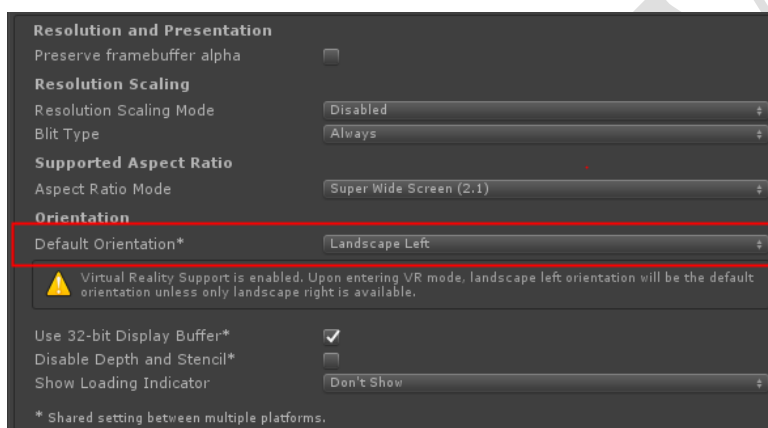 Resolution and Presentation
Preserve framebuffer alpha
Resolution Scaling
Resolution Scaling Mode Disabled
Blit Type Always
Supported Aspect Ratio
Aspect Ratio Mode Super Wide Screen (2.1)
Orientation
Default Orientation* Landscape Left
Virtual Reality Support is enabled. Upon entering VR mode, landscape left orientation will be the default
orientation unless only landscape right is available.
Use 32-bit Display Buffer*
Disable Depth and Stencil*
Show Loading Indicator Don't Show
* Shared setting between multiple platforms.